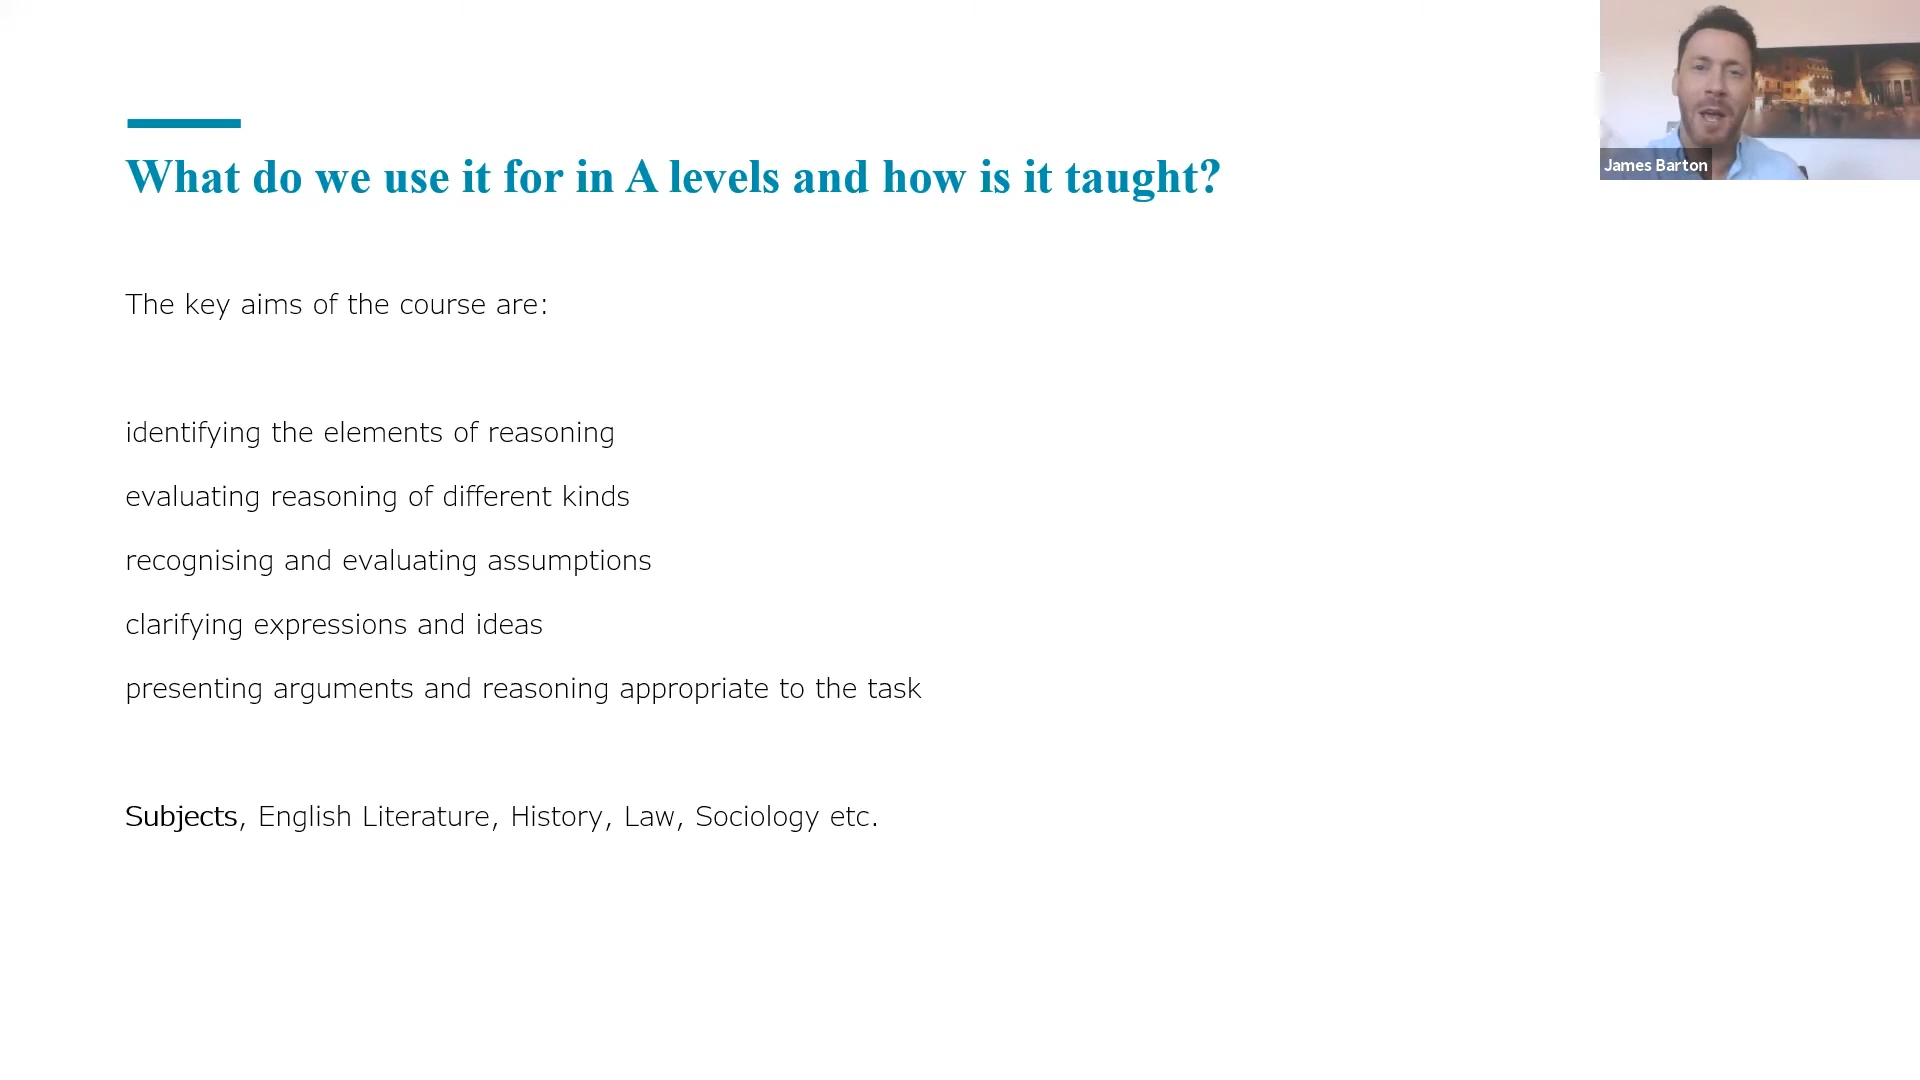 What do we use it for in A levels and how is it taught?
The key aims of the course are:
identifying the elements of reasoning
evaluating reasoning of different kinds
recognising and evaluating assumptions
clarifying expressions and ideas
presenting arguments and reasoning appropriate to the task
Subjects, English Literature, History, Law, Sociology etc.
James Barton